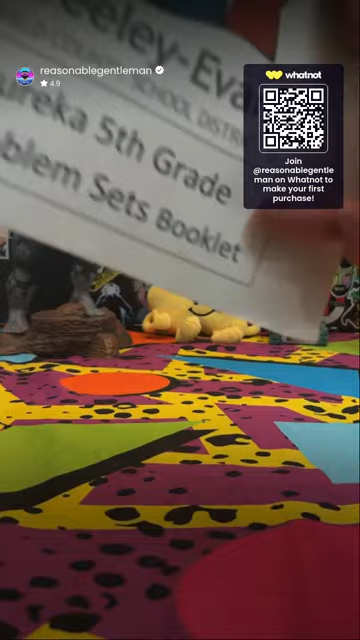 eeley-Eva
SCHOOL DISTR
reasonablegentleman
4.9
ureka 5th Grade
blem Sets Booklet
whatnot
Join
@reasonablegentle
man on Whatnot to
make your first
purchase!